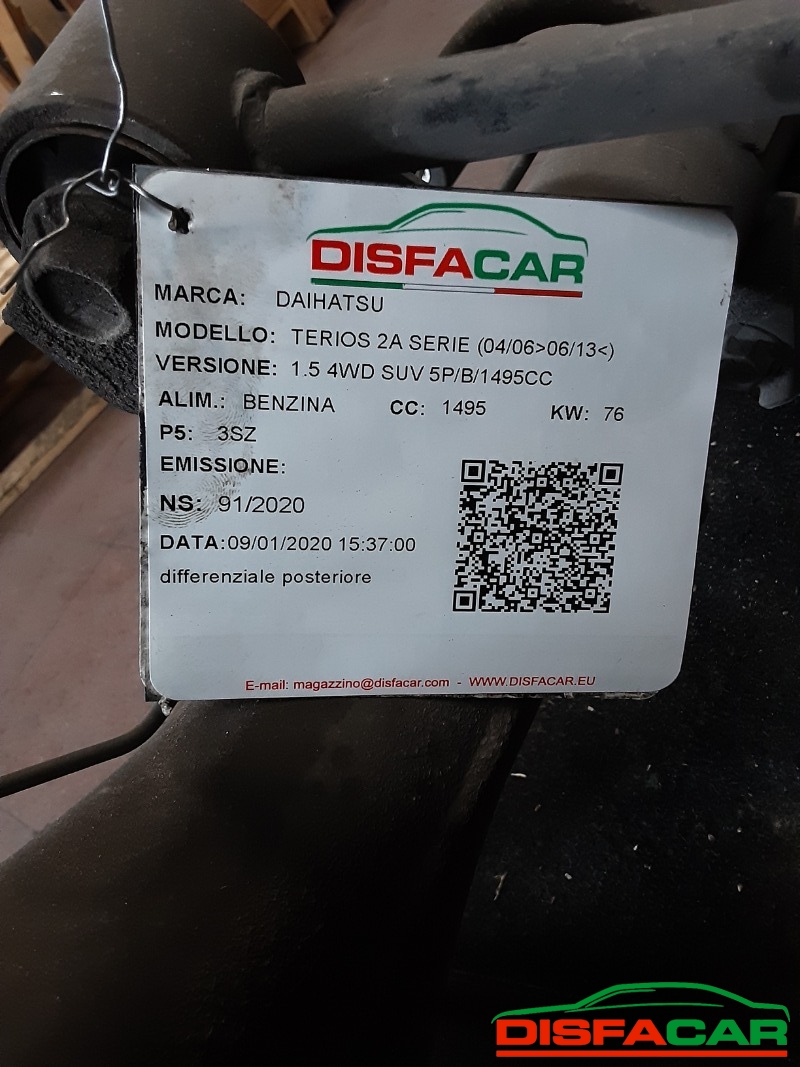 DISFACAR
MARCA: DAIHATSU
MODELLO: TERIOS 2A SERIE (04/06>06/13<)
VERSIONE: 1.5 4WD SUV 5P/B/1495CC
ALIM.: BENZINA CC: 1495 KW: 76
P5: 3SZ
EMISSIONE:
NS: 91/2020
DATA:09/01/2020 15:37:00
differenziale posteriore
E-mail: magazzino@disfacar.com - WWW.DISFACAR.EU
DISFACAR